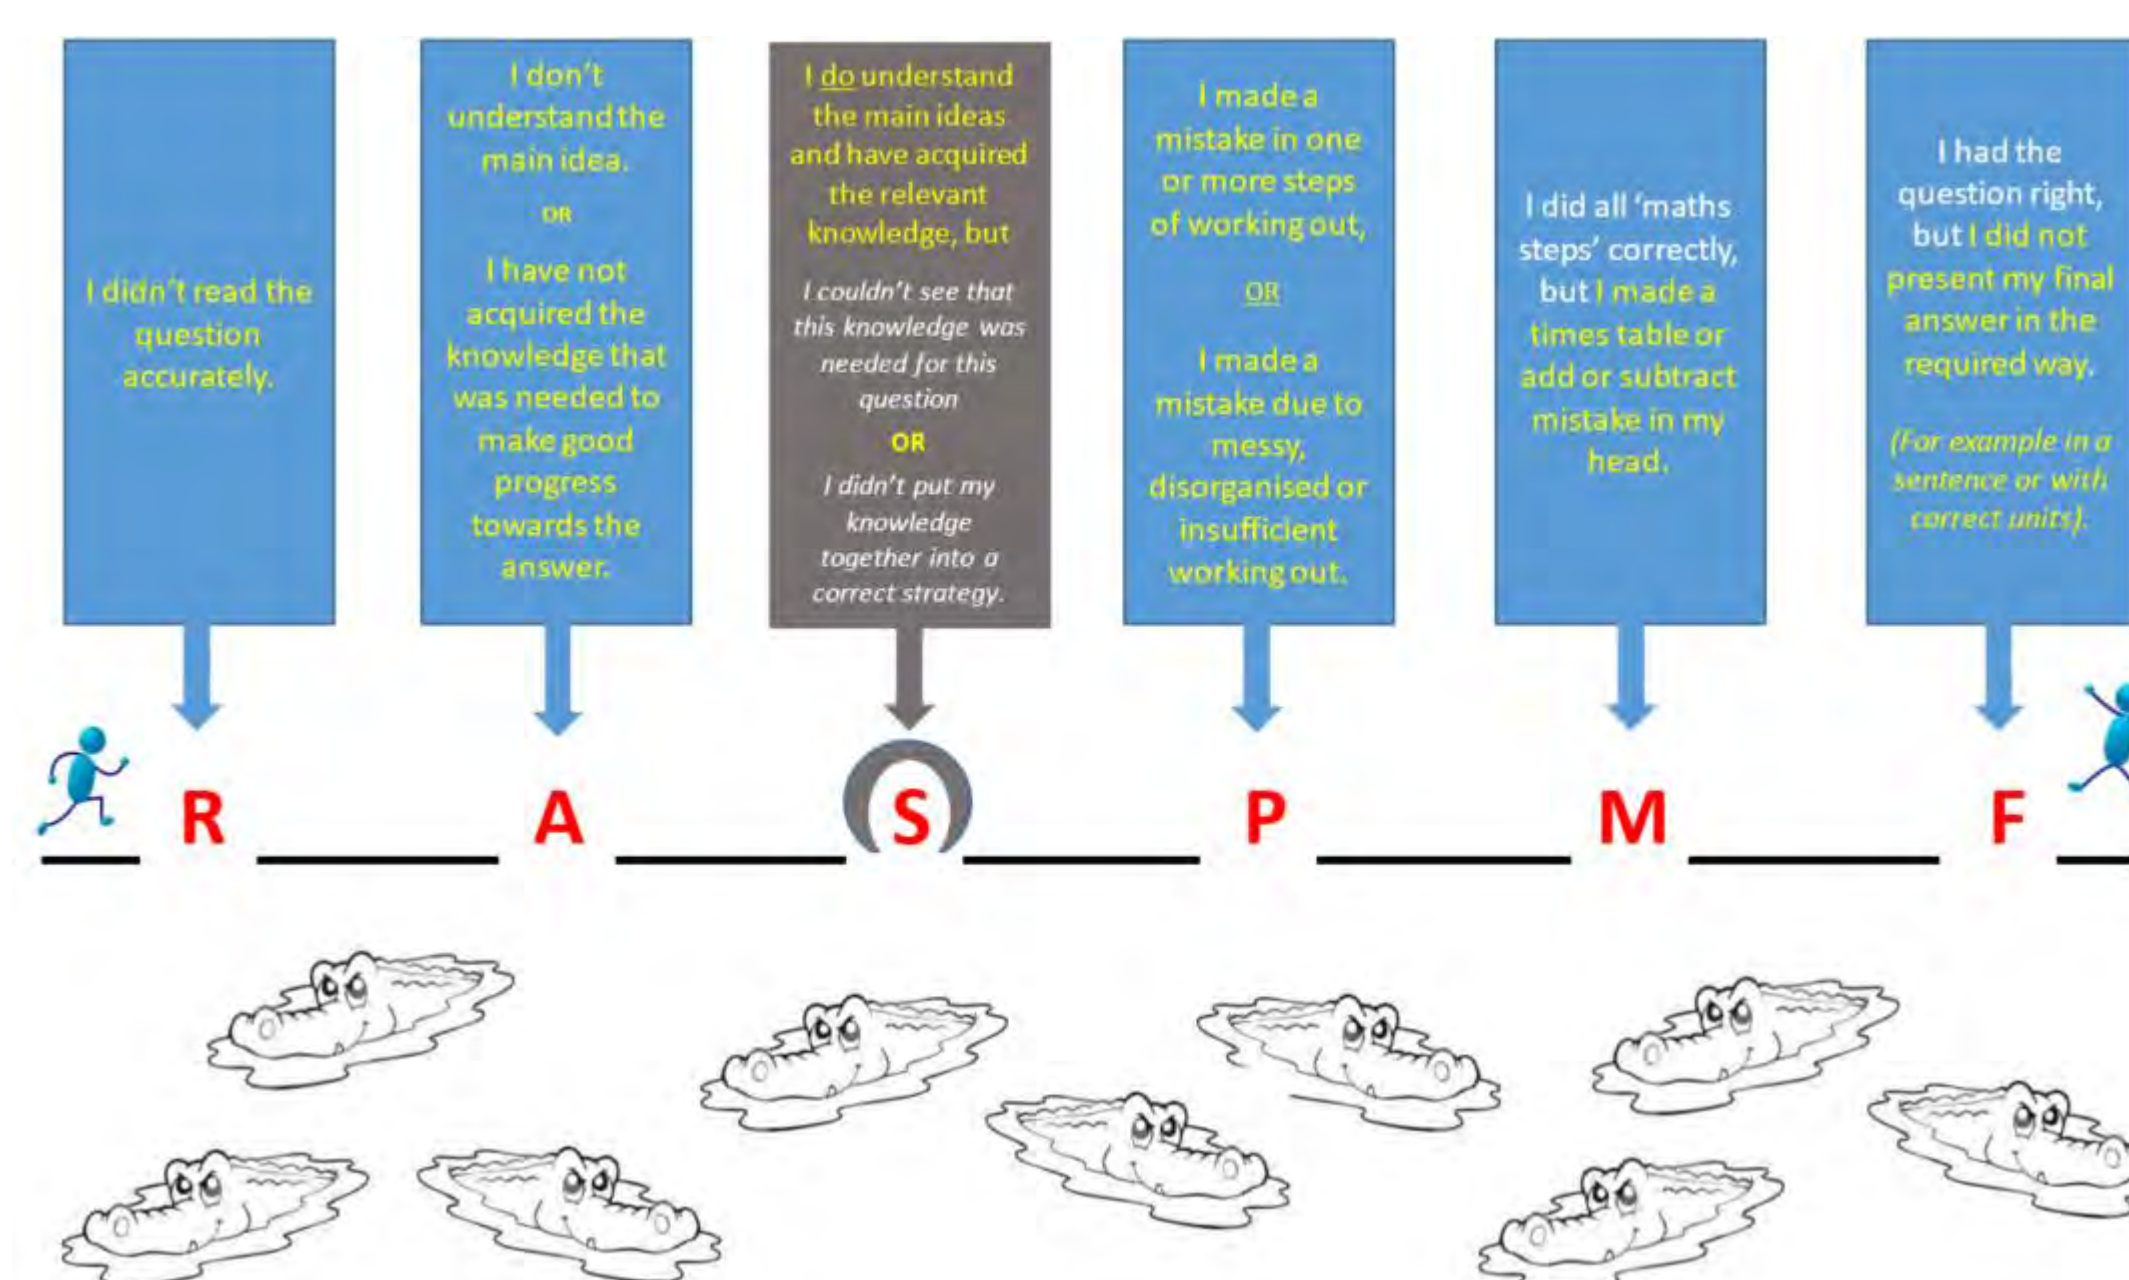 I didn't read the
question
accurately.
I don't
understand the
main idea.
OR
I have not
acquired the
knowledge that
was needed to
make good
progress
towards the
answer.
I do understand
the main ideas
and have acquired
the relevant
knowledge, but
I couldn't see that
this knowledge was
needed for this
question
OR
I didn't put my
knowledge
together into a
correct strategy.
I made a
mistake in one
or more steps
of working out,
OR
I made a
mistake due to
messy,
disorganised or
insufficient
working out.
I did all 'maths
steps' correctly,
but I made a
times table or
add or subtract
mistake in my
head.
I had the
question right,
but I did not
present my final
answer in the
required way.
(For example in a
sentence or with
correct units).
R A (S) P M F